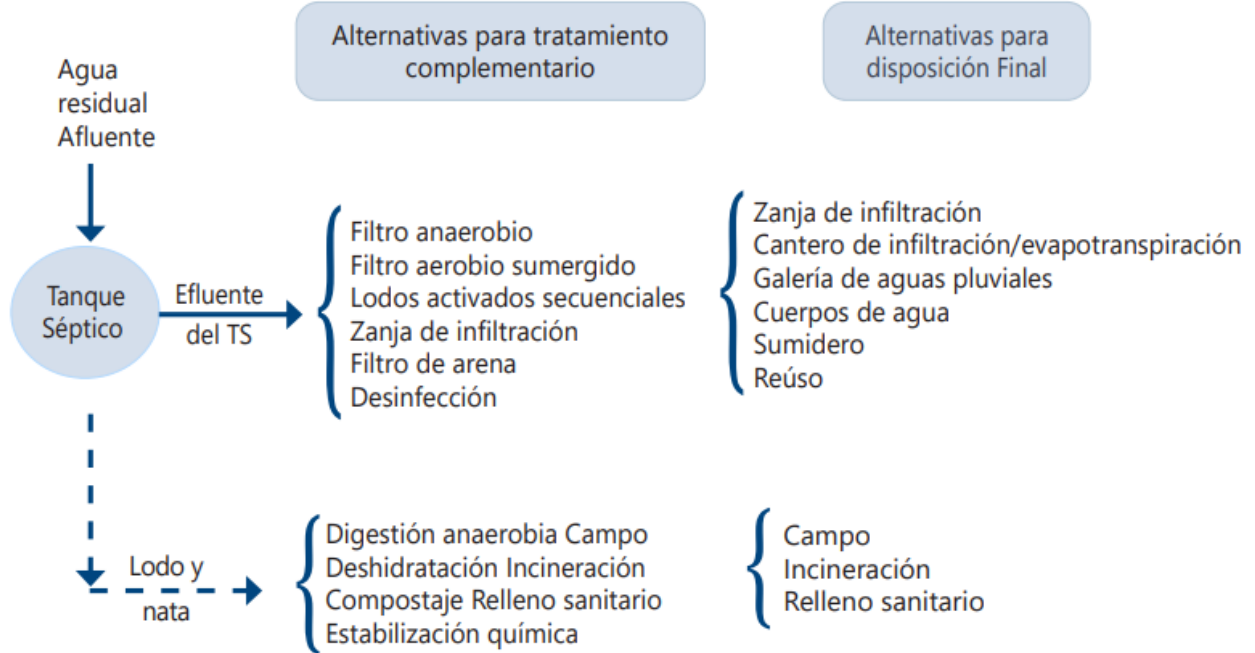 Alternativas para tratamiento
complementario
Alternativas para
disposición Final
Agua
residual
Afluente
Tanque
Séptico
Efluente
del TS
Filtro anaerobio
Filtro aerobio sumergido
Lodos activados secuenciales
Zanja de infiltración
Filtro de arena
Desinfección
Zanja de infiltración
Cantero de infiltración/evapotranspiración
Galería de aguas pluviales
Cuerpos de agua
Sumidero
Reúso
Lodo y
nata
Digestión anaerobia Campo
Deshidratación Incineración
Compostaje Relleno sanitario
Estabilización química
Campo
Incineración
Relleno sanitario